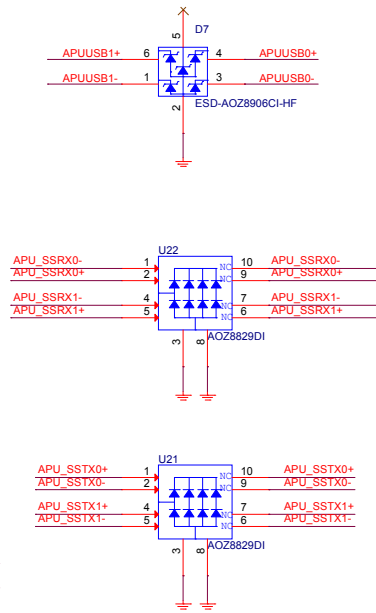 D7
5
APUUSB1+ 6 4 APUUSB0+
APUUSB1- 1 3 APUUSB0-
2
ESD-AOZ8906CI-HF
U22
APU_SSRX0- 1 NC 10 APU_SSRX0-
APU_SSRX0+ 2 NC 9 APU_SSRX0+
APU_SSRX1- 4 NC 7 APU_SSRX1-
APU_SSRX1+ 5 NC 6 APU_SSRX1+
3 8 AOZ8829DI
U21
APU_SSTX0+ 1 NC 10 APU_SSTX0+
APU_SSTX0- 2 NC 9 APU_SSTX0-
APU_SSTX1+ 4 NC 7 APU_SSTX1+
APU_SSTX1- 5 NC 6 APU_SSTX1-
3 8 AOZ8829DI